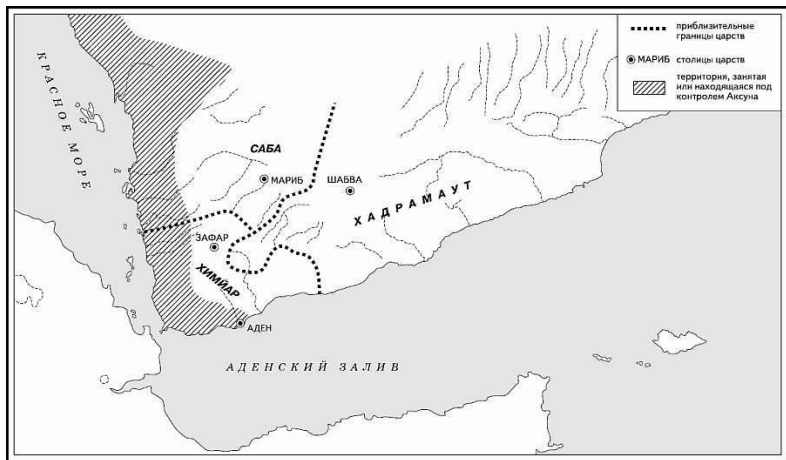 приблизительные
границы царств
МАРИБ столицы царств
территория, занятая
или находящаяся под
контролем Аксуна
КРАСНОЕ МОРЕ
САБА
МАРИБ
ШАБВА
ХАДРАМАУТ
ЗАФАР
ХИМЙАР
АДЕН
АДЕНСКИЙ ЗАЛИВ